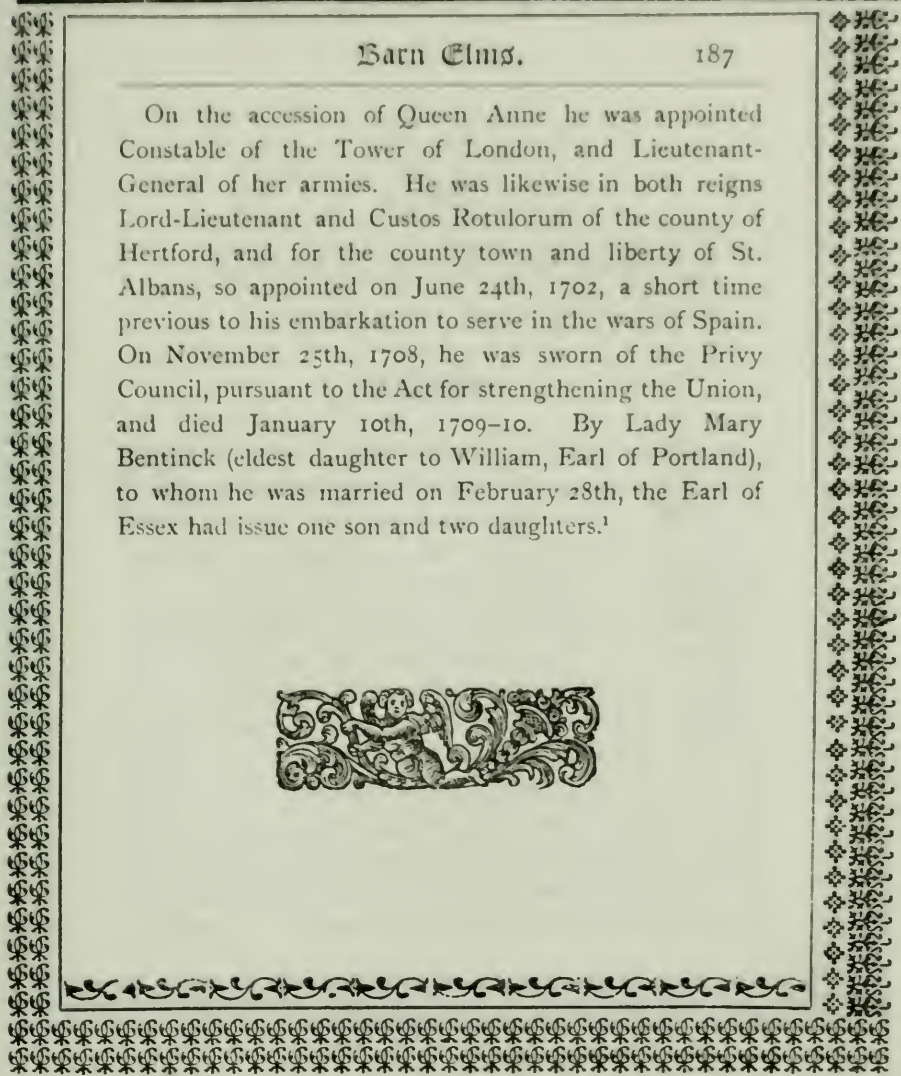 Barn Elms. 187
On the accession of Queen Anne he was appointed
Constable of the Tower of London, and Lieutenant-
General of her armies. He was likewise in both reigns
Lord-Lieutenant and Custos Rotulorum of the county of
Hertford, and for the county town and liberty of St.
Albans, so appointed on June 24th, 1702, a short time
previous to his embarkation to serve in the wars of Spain.
On November 25th, 1708, he was sworn of the Privy
Council, pursuant to the Act for strengthening the Union,
and died January 10th, 1709-10. By Lady Mary
Bentinck (eldest daughter to William, Earl of Portland),
to whom he was married on February 28th, the Earl of
Essex had issue one son and two daughters.¹